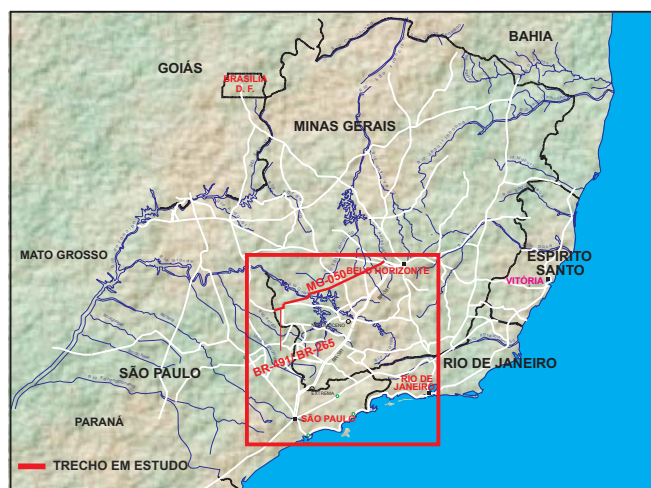 BAHIA
GOIÁS
BRASÍLIA
D. F.
MINAS GERAIS
MATO GROSSO
ESPÍRITO
SANTO
VITÓRIA
MG-050
BELO HORIZONTE
BR-491/BR-265
SÃO PAULO
RIO DE JANEIRO
RIO DE
JANEIRO
EXTREMA
SÃO PAULO
PARANÁ
TRECHO EM ESTUDO